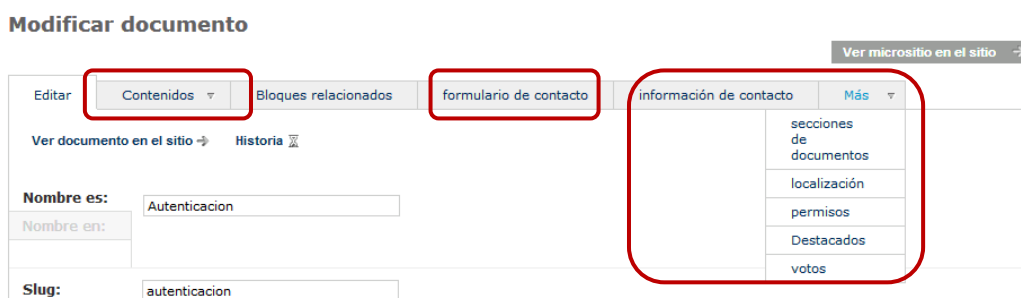 Modificar documento
Ver micrositio en el sitio
Editar
Contenidos
Bloques relacionados
formulario de contacto
información de contacto
Más
secciones
de
documentos
localización
permisos
Destacados
votos
Ver documento en el sitio
Historia
Nombre es:
Autenticacion
Nombre en:
Slug:
autenticacion